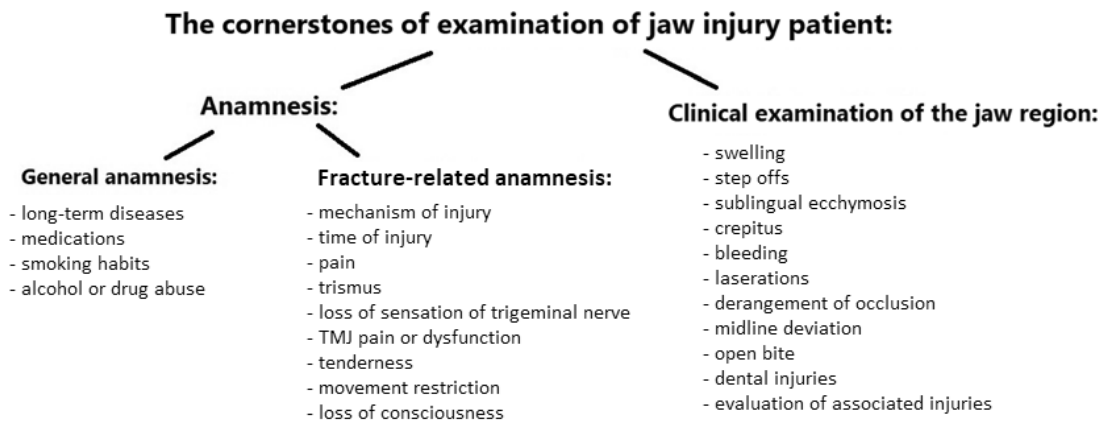 The cornerstones of examination of jaw injury patient:
Anamnesis:
General anamnesis:
- long-term diseases
- medications
- smoking habits
- alcohol or drug abuse
Fracture-related anamnesis:
- mechanism of injury
- time of injury
- pain
- trismus
- loss of sensation of trigeminal nerve
- TMJ pain or dysfunction
- tenderness
- movement restriction
- loss of consciousness
Clinical examination of the jaw region:
- swelling
- step offs
- sublingual ecchymosis
- crepitus
- bleeding
- laserations
- derangement of occlusion
- midline deviation
- open bite
- dental injuries
- evaluation of associated injuries